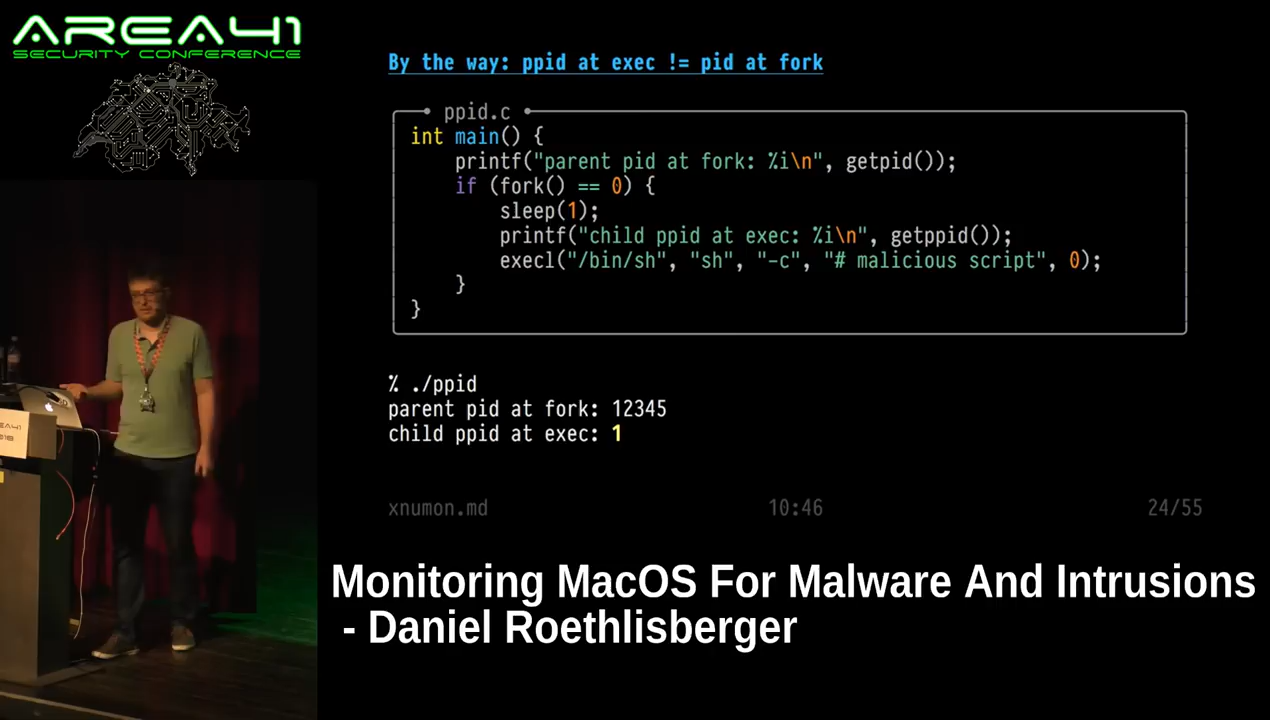 AREA41
SECURITY CONFERENCE
By the way: ppid at exec != pid at fork
ppid.c
int main() {
printf("parent pid at fork: %i\n", getpid());
if (fork() == 0) {
sleep(1);
printf("child ppid at exec: %i\n", getppid());
execl("/bin/sh", "sh", "-c", "# malicious script", 0);
}
}
% ./ppid
parent pid at fork: 12345
child ppid at exec: 1
xnumon.md
10:46
24/55
Monitoring MacOS For Malware And Intrusions
- Daniel Roethlisberger